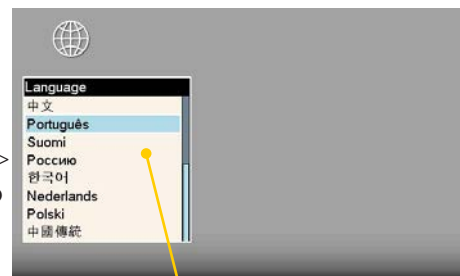 Language
中文
Português
Suomi
Россию
한국어
Nederlands
Polski
中國傳統